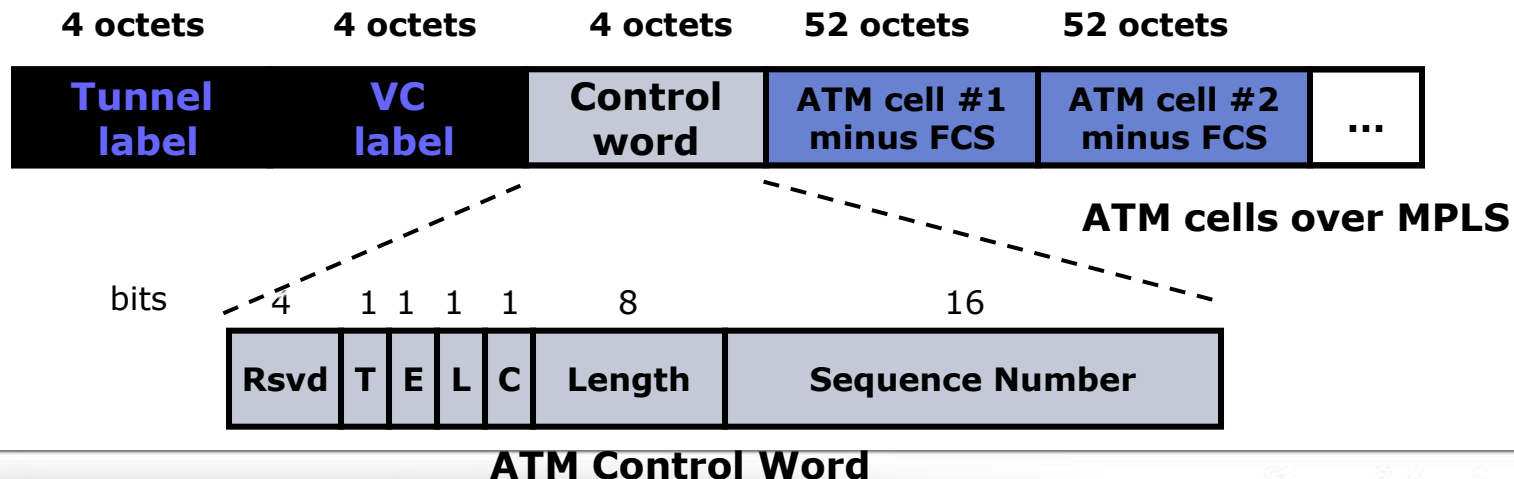 4 octets 4 octets 4 octets 52 octets 52 octets
Tunnel label VC label Control word ATM cell #1 minus FCS ATM cell #2 minus FCS ...
ATM cells over MPLS
bits 4 1 1 1 1 8 16
Rsvd T E L C Length Sequence Number
ATM Control Word